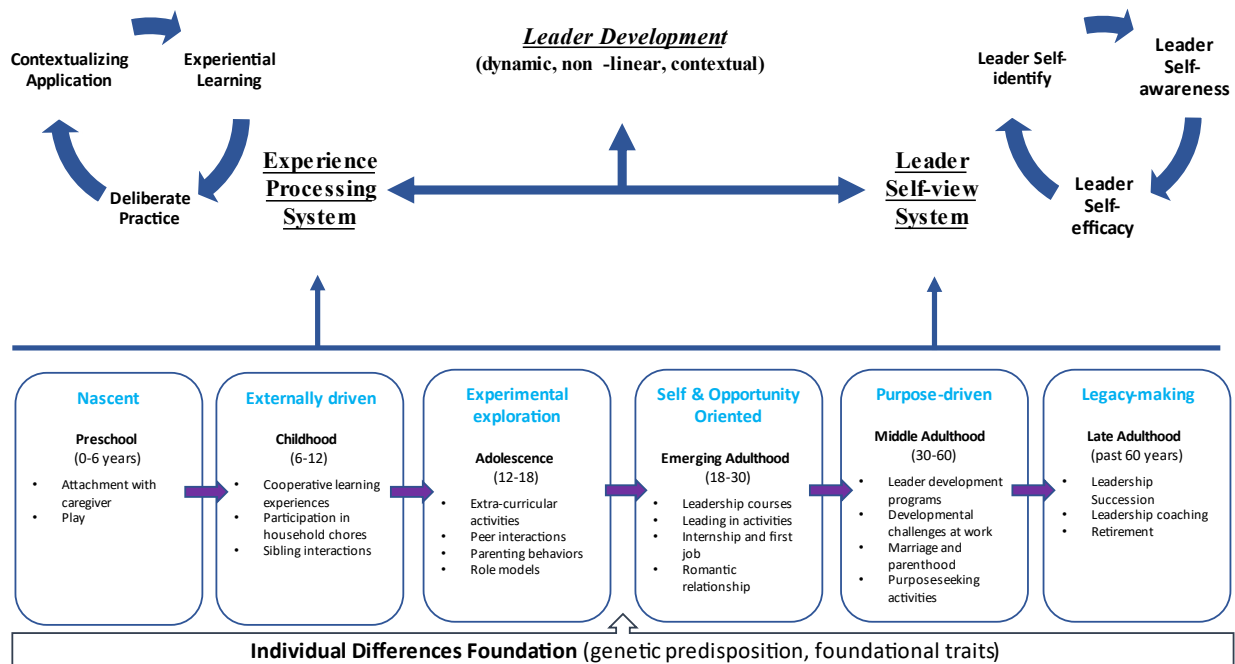 Leader Development
(dynamic, non -linear, contextual)
Contextualizing
Application
Experiential
Learning
Deliberate
Practice
Experience
Processing
System
Leader
Self-view
System
Leader Self-
identify
Leader
Self-
awareness
Leader
Self-
efficacy
Nascent
Preschool
(0-6 years)
• Attachment with
caregiver
• Play
Externally driven
Childhood
(6-12)
• Cooperative learning
experiences
• Participation in
household chores
• Sibling interactions
Experimental
exploration
Adolescence
(12-18)
• Extra-curricular
activities
• Peer interactions
• Parenting behaviors
• Role models
Self & Opportunity
Oriented
Emerging Adulthood
(18-30)
• Leadership courses
• Leading in activities
• Internship and first
job
• Romantic
relationship
Purpose-driven
Middle Adulthood
(30-60)
• Leader development
programs
• Developmental
challenges at work
• Marriage and
parenthood
• Purposeseeking
activities
Legacy-making
Late Adulthood
(past 60 years)
• Leadership
Succession
• Leadership coaching
• Retirement
Individual Differences Foundation (genetic predisposition, foundational traits)